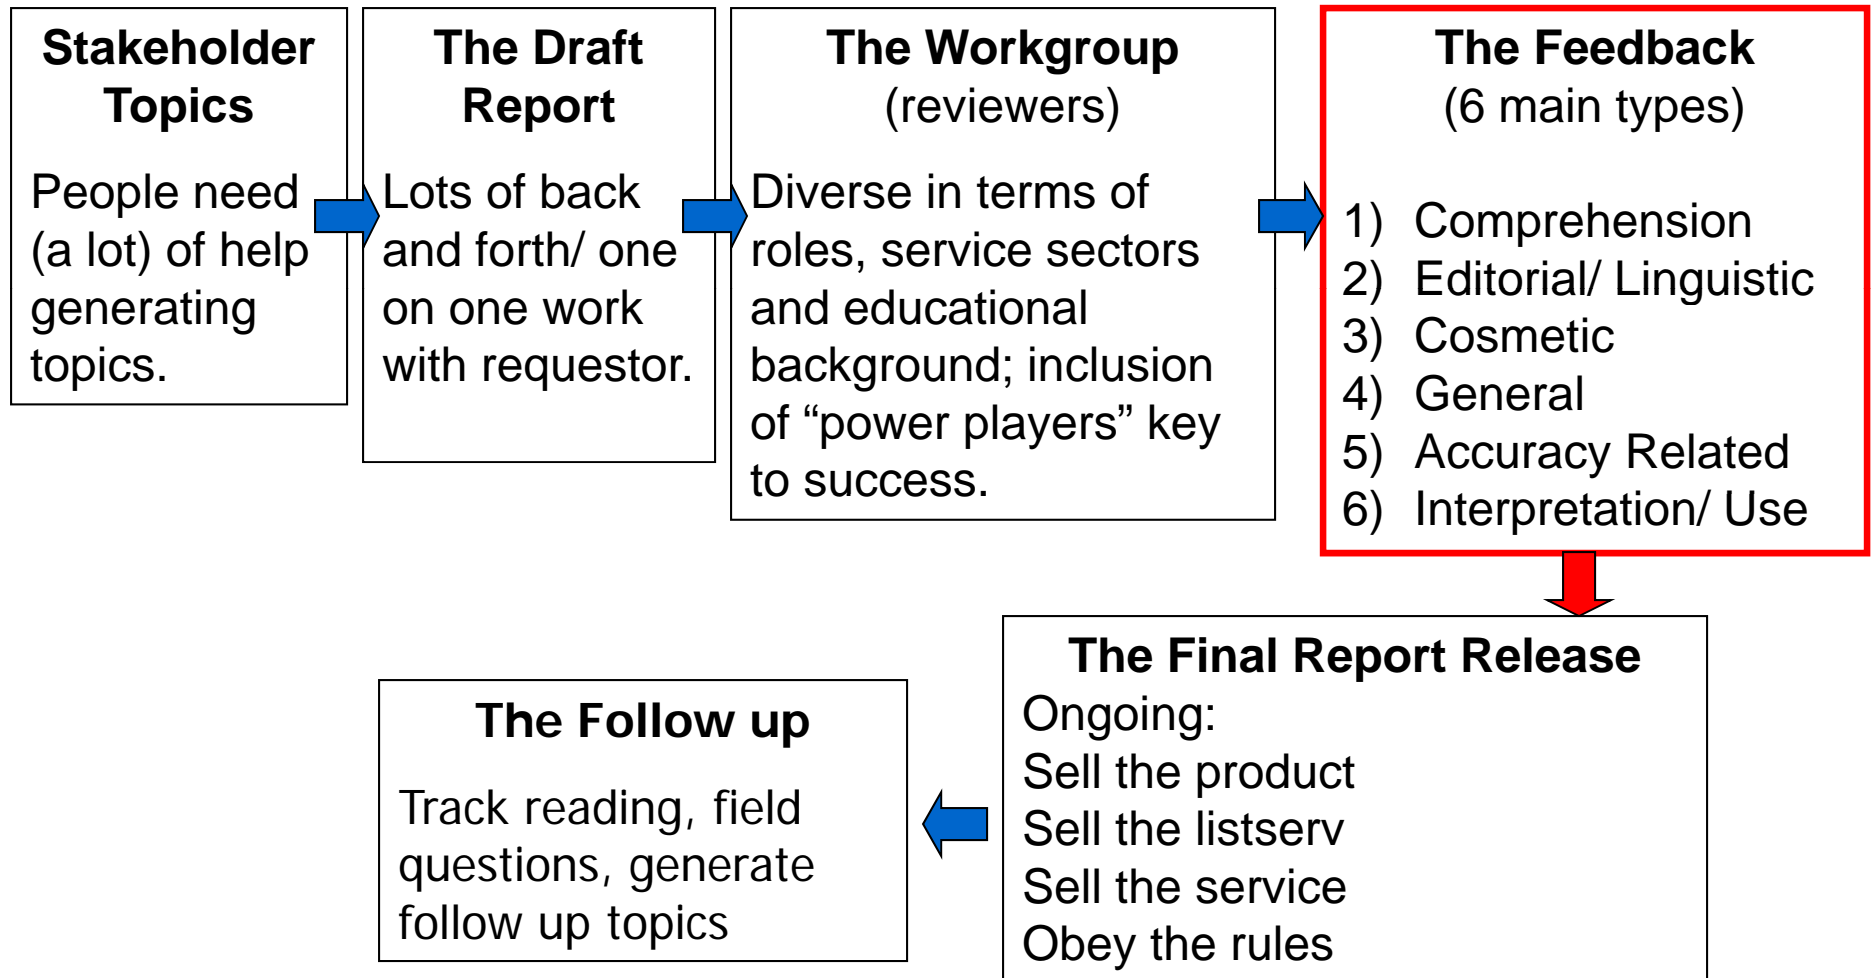 Stakeholder
Topics
People need
(a lot) of help
generating
topics.
The Draft
Report
Lots of back
and forth/ one
on one work
with requestor.
The Workgroup
(reviewers)
Diverse in terms of
roles, service sectors
and educational
background; inclusion
of “power players” key
to success.
The Feedback
(6 main types)
1) Comprehension
2) Editorial/ Linguistic
3) Cosmetic
4) General
5) Accuracy Related
6) Interpretation/ Use
The Final Report Release
Ongoing:
Sell the product
Sell the listserv
Sell the service
Obey the rules
The Follow up
Track reading, field
questions, generate
follow up topics